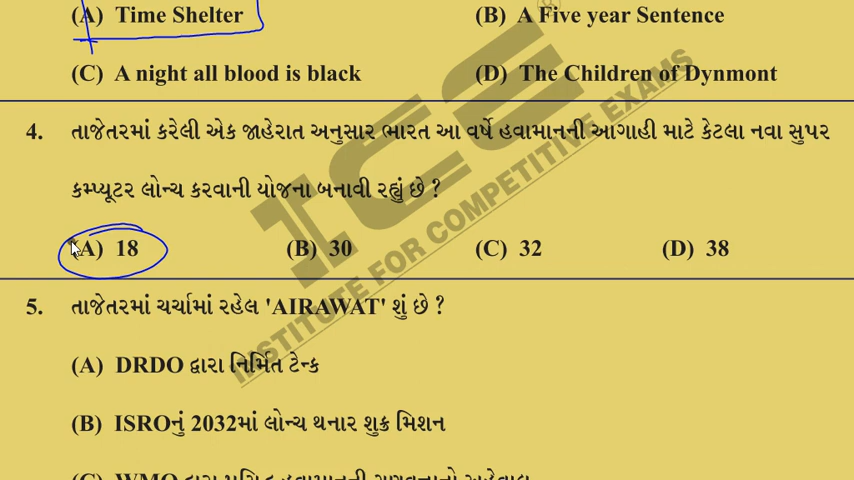 (A) Time Shelter (B) A Five year Sentence
(C) A night all blood is black (D) The Children of Dynmont
4. તાજેતરમાં કરેલી એક જાહેરાત અનુસાર ભારત આ વર્ષે હવામાનની આગાહી માટે કેટલા નવા સુપર
કમ્પ્યૂટર લોન્ચ કરવાની યોજના બનાવી રહ્યું છે ?
(A) 18 (B) 30 (C) 32 (D) 38
5. તાજેતરમાં ચર્ચામાં રહેલ 'AIRAWAT' શું છે ?
(A) DRDO દ્વારા નિર્મિત ટેન્ક
(B) ISROનું 2032માં લોન્ચ થનાર શુક્ર મિશન
(C) WMO દ્વારા
ICE
INSTITUTE FOR COMPETITIVE EXAMS